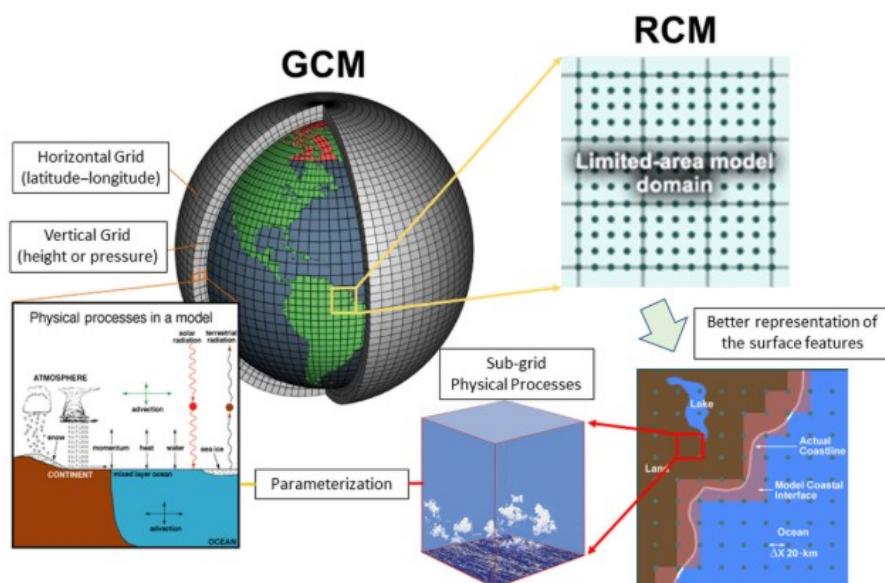 GCM
RCM
Horizontal Grid
(latitude–longitude)
Vertical Grid
(height or pressure)
Limited-area model
domain
Physical processes in a model
solar
radiation
terrestrial
radiation
ATMOSPHERE
advection
snow
momentum
heat
water
sea ice
CONTINENT
mixed layer ocean
advection
OCEAN
Better representation of
the surface features
Sub-grid
Physical Processes
Parameterization
Lake
Land
Actual
Coastline
Model Coastal
Interface
Ocean
ΔX 20-km